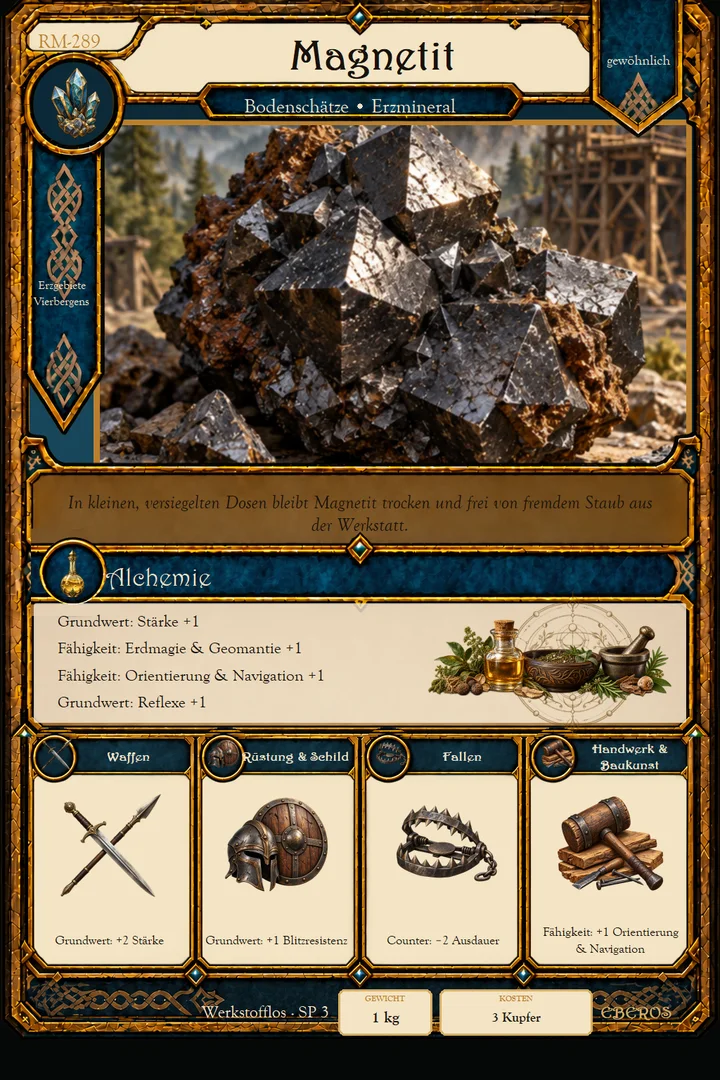 RM-289
Magnetit
gewöhnlich
Bodenschätze • Erzmineral
Erzgebiete
Vierbergens
In kleinen, versiegelten Dosen bleibt Magnetit trocken und frei von fremdem Staub aus
der Werkstatt.
Alchemie
Grundwert: Stärke +1
Fähigkeit: Erdmagie & Geomantie +1
Fähigkeit: Orientierung & Navigation +1
Grundwert: Reflexe +1
Waffen
Rüstung & Schild
Fallen
Handwerk &
Baukunst
Grundwert: +2 Stärke
Grundwert: +1 Blitzresistenz
Counter: −2 Ausdauer
Fähigkeit: +1 Orientierung
& Navigation
Werkstofflos · SP 3
GEWICHT
1 kg
KOSTEN
3 Kupfer
EBEROS